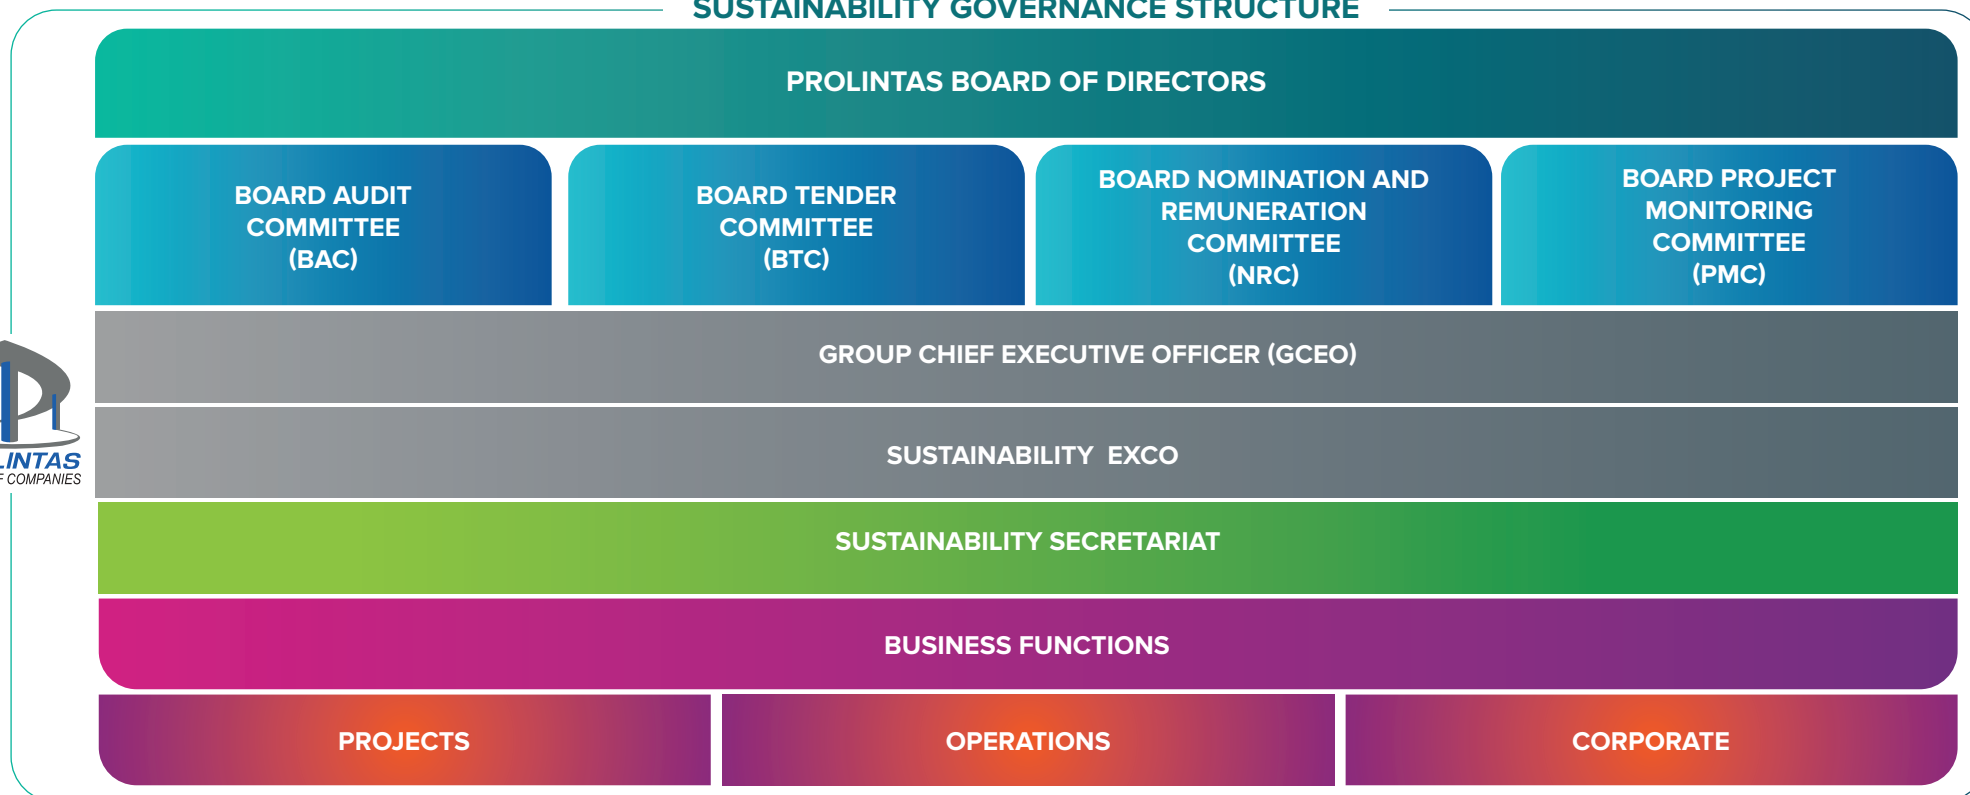 SUSTAINABILITY GOVERNANCE STRUCTURE
PROLINTAS BOARD OF DIRECTORS
BOARD AUDIT
COMMITTEE
(BAC)
BOARD TENDER
COMMITTEE
(BTC)
BOARD NOMINATION AND
REMUNERATION
COMMITTEE
(NRC)
BOARD PROJECT
MONITORING
COMMITTEE
(PMC)
GROUP CHIEF EXECUTIVE OFFICER (GCEO)
SUSTAINABILITY EXCO
LINTAS
F COMPANIES
SUSTAINABILITY SECRETARIAT
BUSINESS FUNCTIONS
PROJECTS
OPERATIONS
CORPORATE